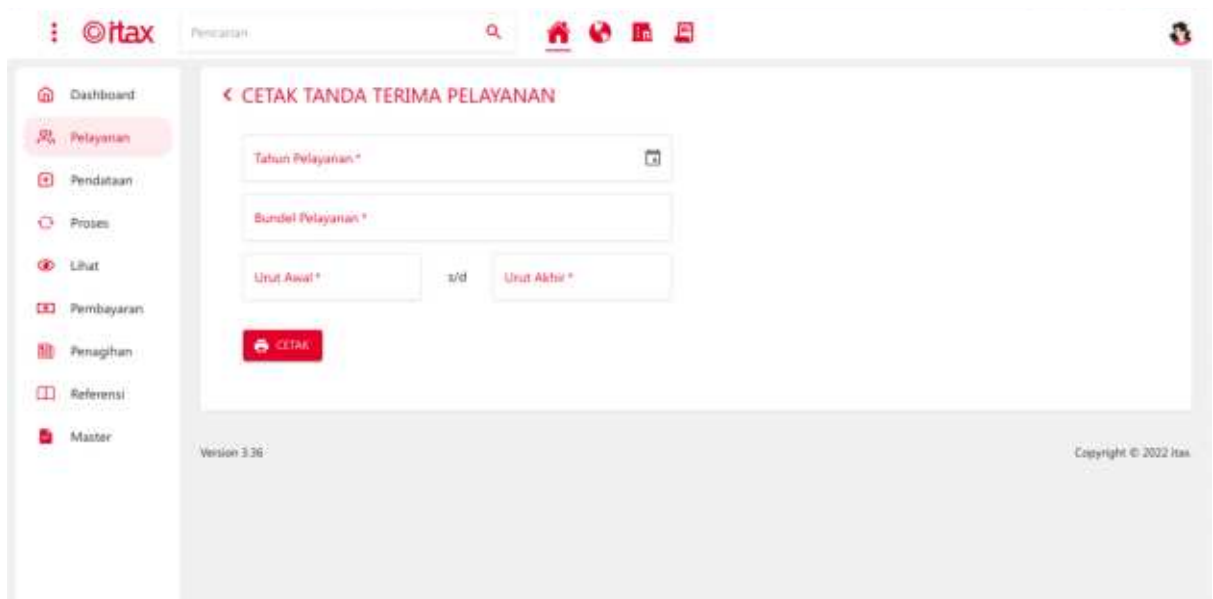 itax
Pencarian
Dashboard
Pelayanan
Pendataan
Proses
Lihat
Pembayaran
Penagihan
Referensi
Master
CETAK TANDA TERIMA PELAYANAN
Tahun Pelayanan *
Bundel Pelayanan *
Urut Awal * s/d Urut Akhir *
CETAK
Version 3.36
Copyright © 2022 itax